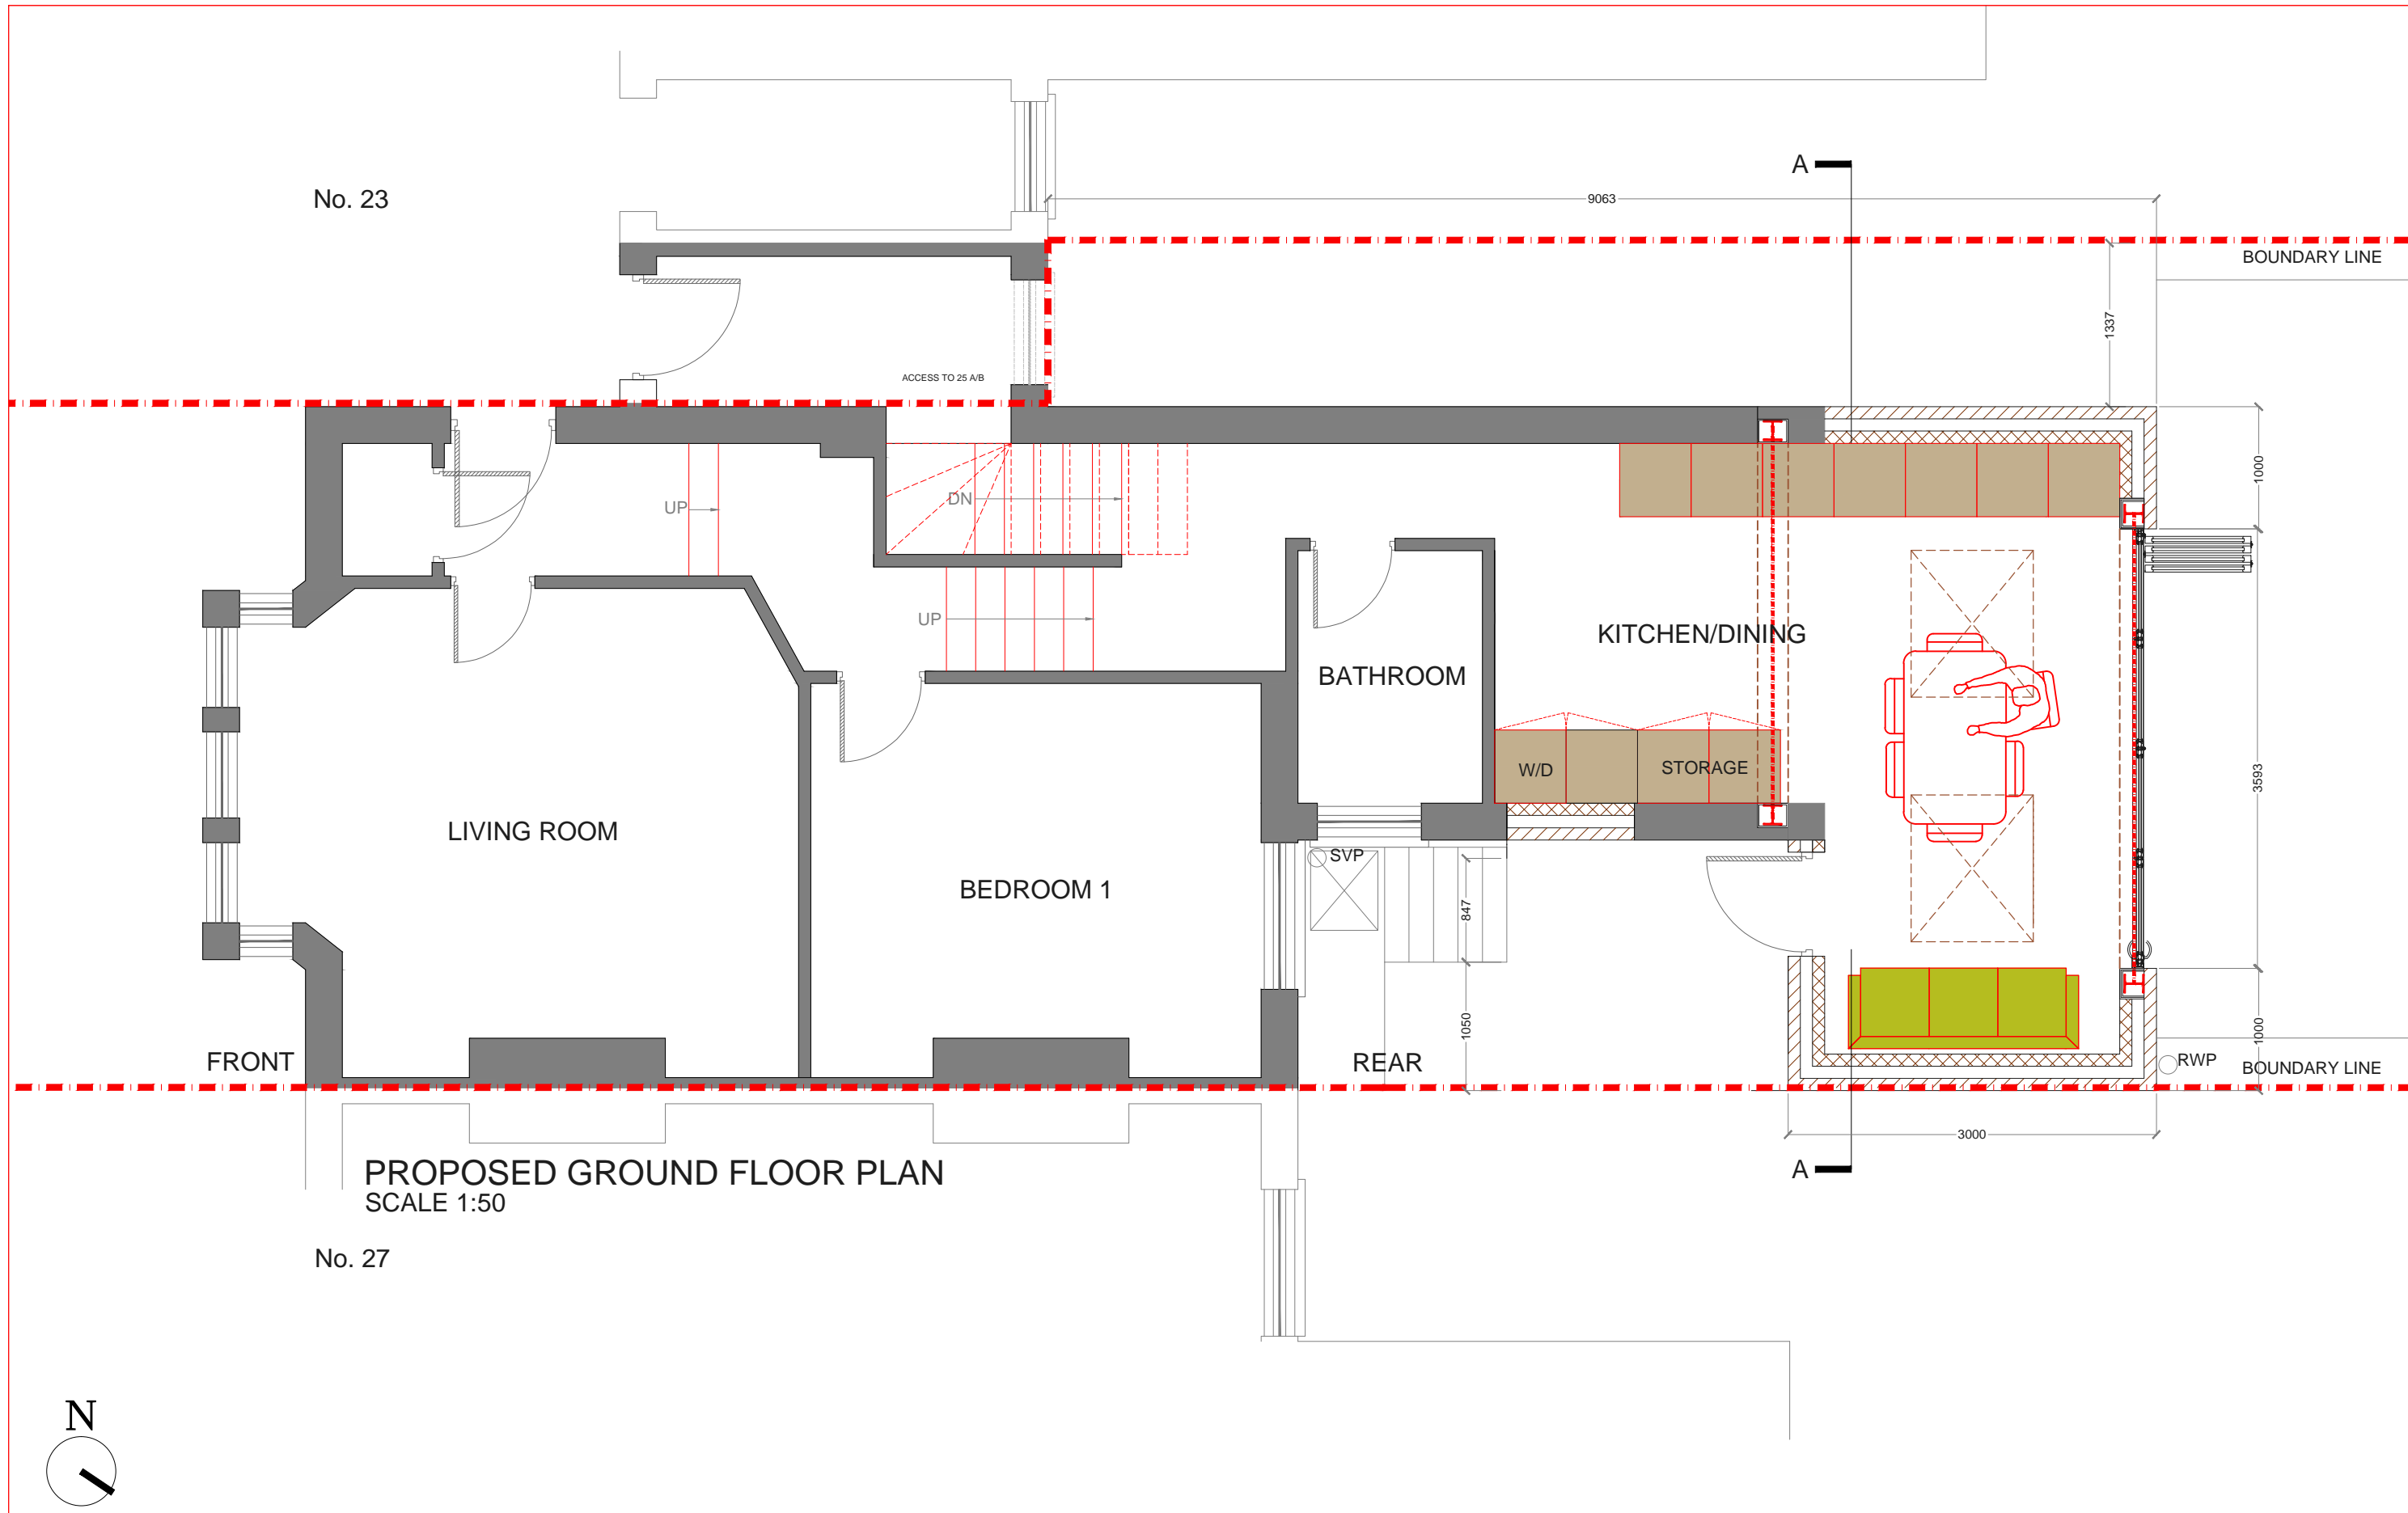 A
No. 23
9063
BOUNDARY LINE
1337
ACCESS TO 25 A/B
1000
DN
UP
UP
KITCHEN/DINING
BATHROOM
W/D
STORAGE
3593
LIVING ROOM
SVP
BEDROOM 1
847
1050
1000
FRONT
REAR
RWP
BOUNDARY LINE
3000
A
PROPOSED GROUND FLOOR PLAN
SCALE 1:50
No. 27
N